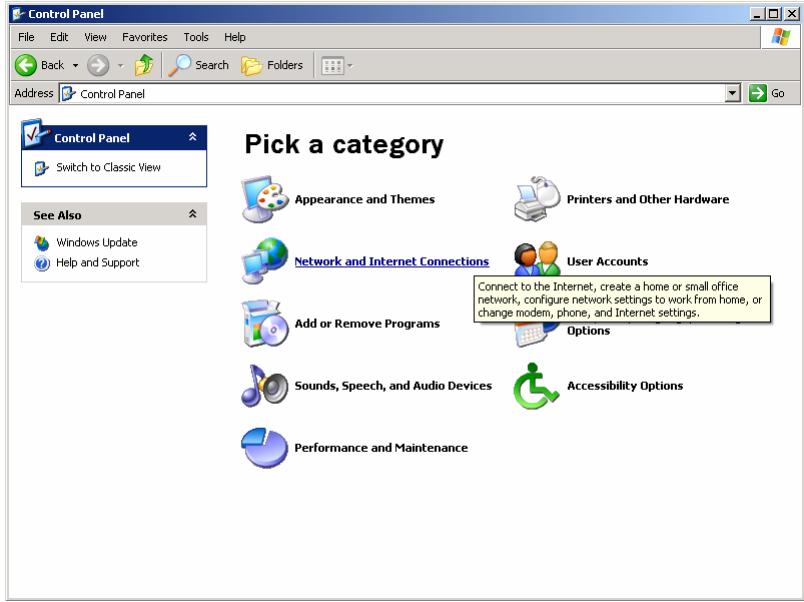 Control Panel
File Edit View Favorites Tools Help
Back Search Folders
Address Control Panel Go
Control Panel
Switch to Classic View
See Also
Windows Update
Help and Support
Pick a category
Appearance and Themes
Printers and Other Hardware
Network and Internet Connections
User Accounts
Connect to the Internet, create a home or small office
network, configure network settings to work from home, or
change modem, phone, and Internet settings.
Add or Remove Programs
Options
Sounds, Speech, and Audio Devices
Accessibility Options
Performance and Maintenance